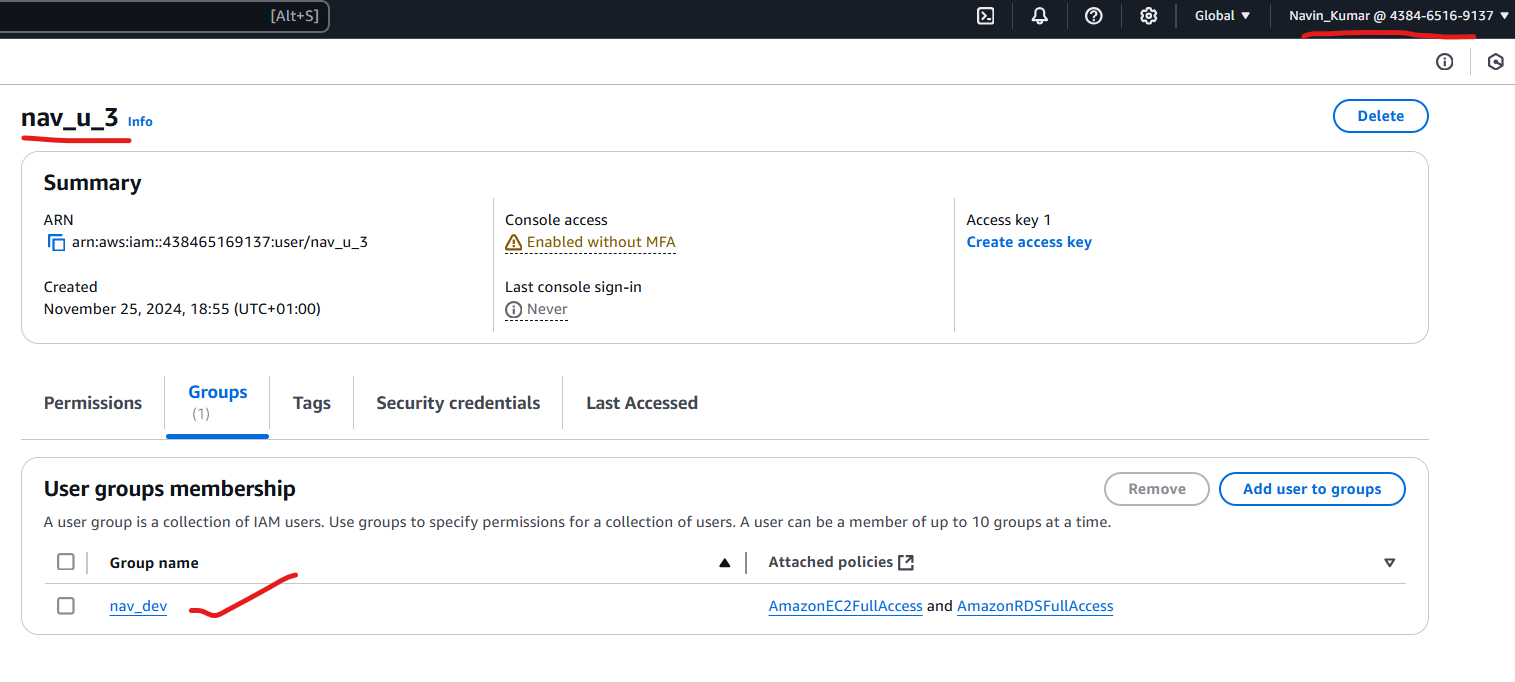 [Alt+S] Global Navin_Kumar @ 4384-6516-9137
nav_u_3 Info Delete
Summary
ARN
arn:aws:iam::438465169137:user/nav_u_3
Created
November 25, 2024, 18:55 (UTC+01:00)
Console access
Enabled without MFA
Last console sign-in
Never
Access key 1
Create access key
Permissions
Groups
(1)
Tags
Security credentials
Last Accessed
User groups membership
Remove
Add user to groups
A user group is a collection of IAM users. Use groups to specify permissions for a collection of users. A user can be a member of up to 10 groups at a time.
Group name Attached policies
nav_dev AmazonEC2FullAccess and AmazonRDSFullAccess